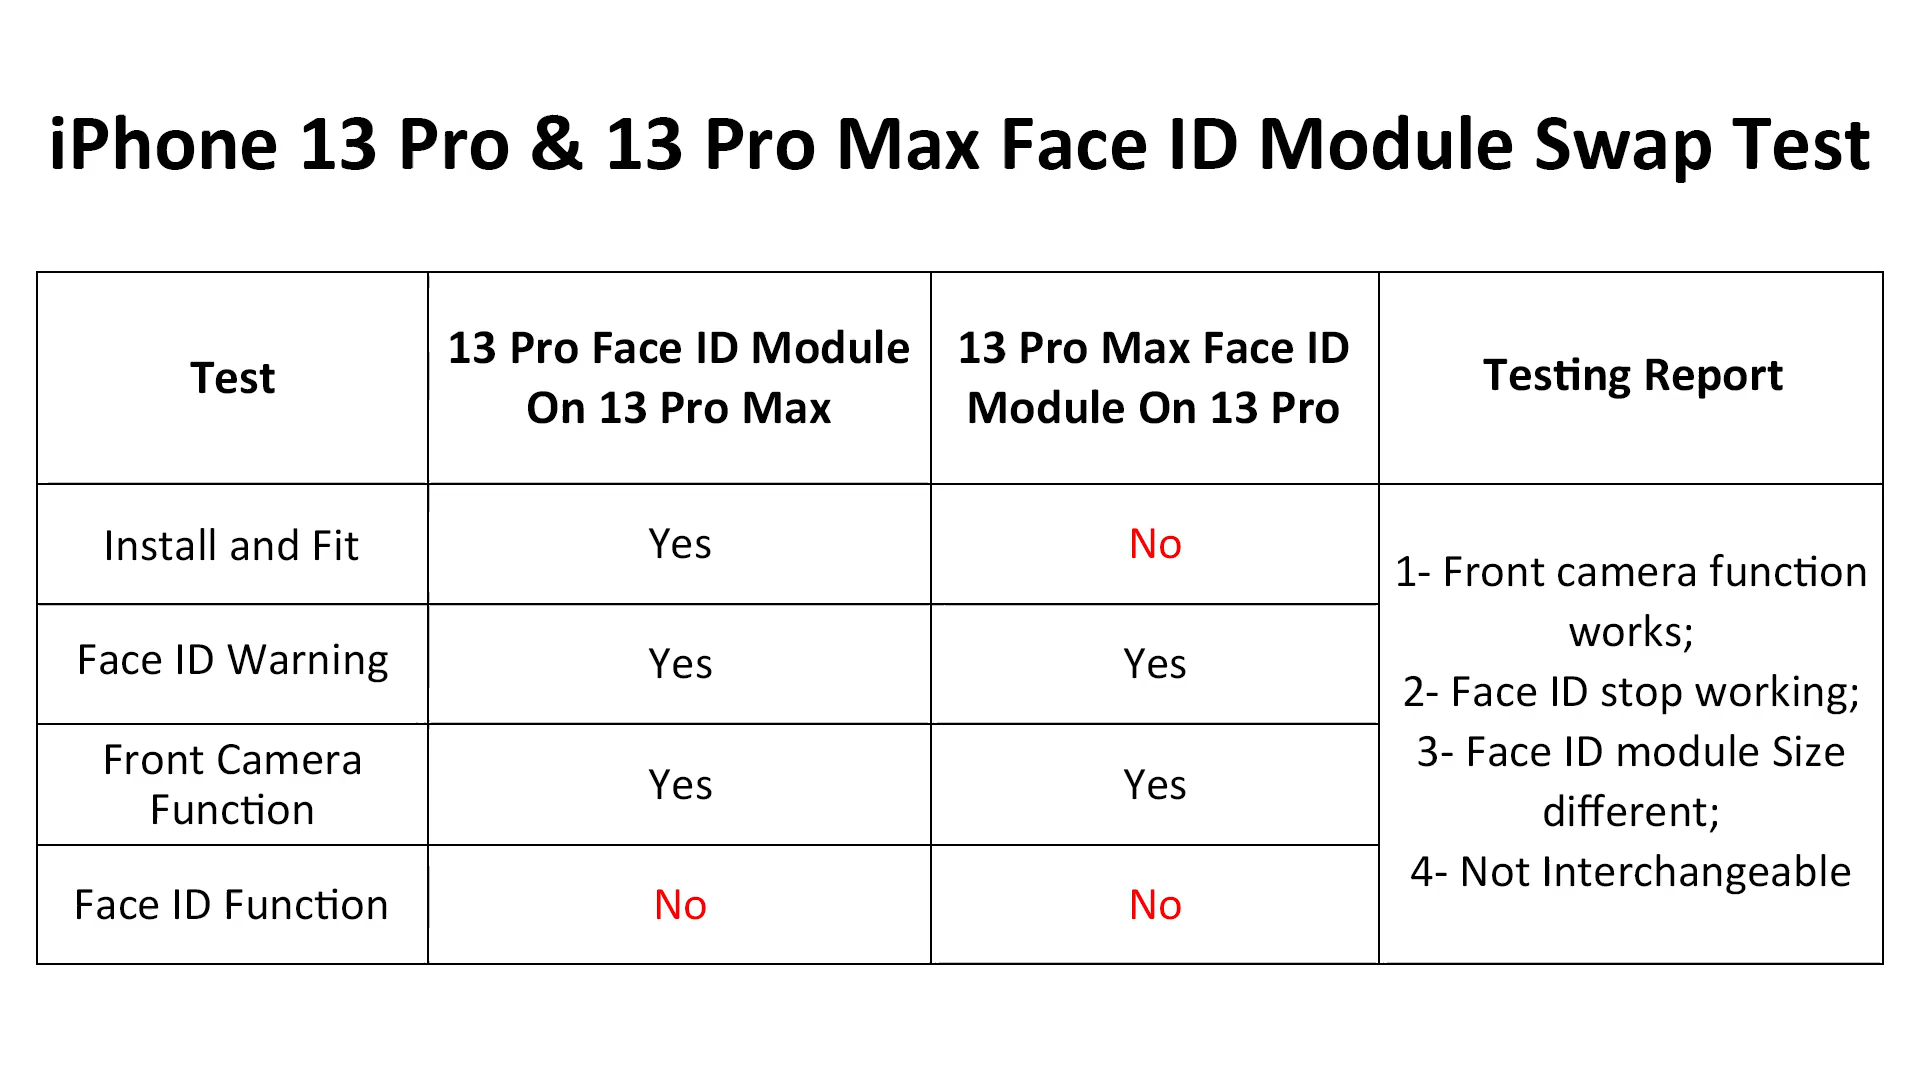 iPhone 13 Pro & 13 Pro Max Face ID Module Swap Test
Test
13 Pro Face ID Module
On 13 Pro Max
13 Pro Max Face ID
Module On 13 Pro
Testing Report
Install and Fit
Yes
No
Face ID Warning
Yes
Yes
Front Camera
Function
Yes
Yes
Face ID Function
No
No
1- Front camera function
works;
2- Face ID stop working;
3- Face ID module Size
different;
4- Not Interchangeable